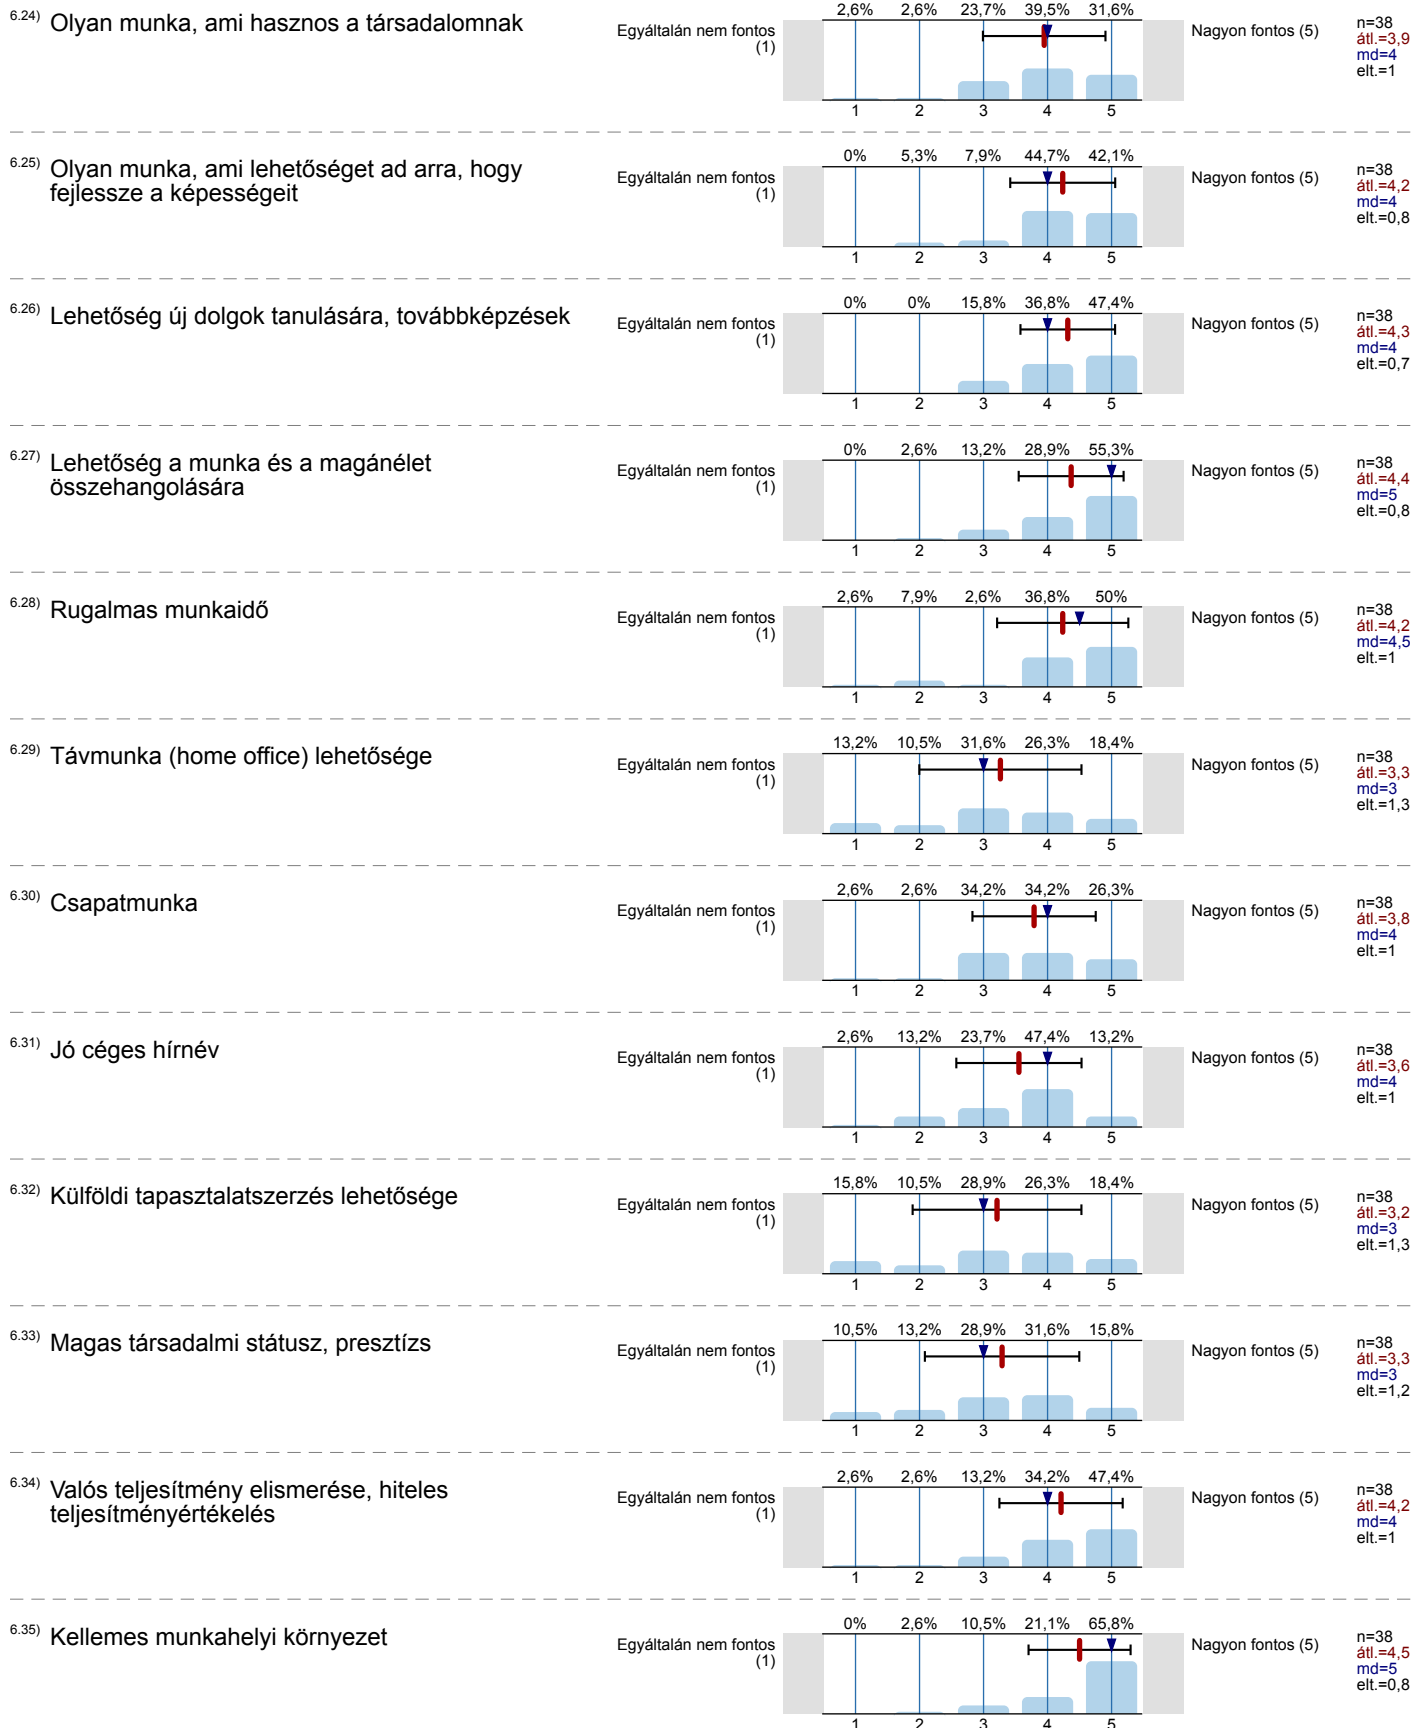 6.24) Olyan munka, ami hasznos a társadalomnak
Egyáltalán nem fontos
(1)
2,6% 2,6% 23,7% 39,5% 31,6%
1 2 3 4 5
Nagyon fontos (5)
n=38
átl.=3,9
md=4
elt.=1
6.25) Olyan munka, ami lehetőséget ad arra, hogy
fejlessze a képességeit
Egyáltalán nem fontos
(1)
0% 5,3% 7,9% 44,7% 42,1%
1 2 3 4 5
Nagyon fontos (5)
n=38
átl.=4,2
md=4
elt.=0,8
6.26) Lehetőség új dolgok tanulására, továbbképzések
Egyáltalán nem fontos
(1)
0% 0% 15,8% 36,8% 47,4%
1 2 3 4 5
Nagyon fontos (5)
n=38
átl.=4,3
md=4
elt.=0,7
6.27) Lehetőség a munka és a magánélet
összehangolására
Egyáltalán nem fontos
(1)
0% 2,6% 13,2% 28,9% 55,3%
1 2 3 4 5
Nagyon fontos (5)
n=38
átl.=4,4
md=5
elt.=0,8
6.28) Rugalmas munkaidő
Egyáltalán nem fontos
(1)
2,6% 7,9% 2,6% 36,8% 50%
1 2 3 4 5
Nagyon fontos (5)
n=38
átl.=4,2
md=4,5
elt.=1
6.29) Távmunka (home office) lehetősége
Egyáltalán nem fontos
(1)
13,2% 10,5% 31,6% 26,3% 18,4%
1 2 3 4 5
Nagyon fontos (5)
n=38
átl.=3,3
md=3
elt.=1,3
6.30) Csapatmunka
Egyáltalán nem fontos
(1)
2,6% 2,6% 34,2% 34,2% 26,3%
1 2 3 4 5
Nagyon fontos (5)
n=38
átl.=3,8
md=4
elt.=1
6.31) Jó céges hírnév
Egyáltalán nem fontos
(1)
2,6% 13,2% 23,7% 47,4% 13,2%
1 2 3 4 5
Nagyon fontos (5)
n=38
átl.=3,6
md=4
elt.=1
6.32) Külföldi tapasztalatszerzés lehetősége
Egyáltalán nem fontos
(1)
15,8% 10,5% 28,9% 26,3% 18,4%
1 2 3 4 5
Nagyon fontos (5)
n=38
átl.=3,2
md=3
elt.=1,3
6.33) Magas társadalmi státusz, presztízs
Egyáltalán nem fontos
(1)
10,5% 13,2% 28,9% 31,6% 15,8%
1 2 3 4 5
Nagyon fontos (5)
n=38
átl.=3,3
md=3
elt.=1,2
6.34) Valós teljesítmény elismerése, hiteles
teljesítményértékelés
Egyáltalán nem fontos
(1)
2,6% 2,6% 13,2% 34,2% 47,4%
1 2 3 4 5
Nagyon fontos (5)
n=38
átl.=4,2
md=4
elt.=1
6.35) Kellemes munkahelyi környezet
Egyáltalán nem fontos
(1)
0% 2,6% 10,5% 21,1% 65,8%
1 2 3 4 5
Nagyon fontos (5)
n=38
átl.=4,5
md=5
elt.=0,8